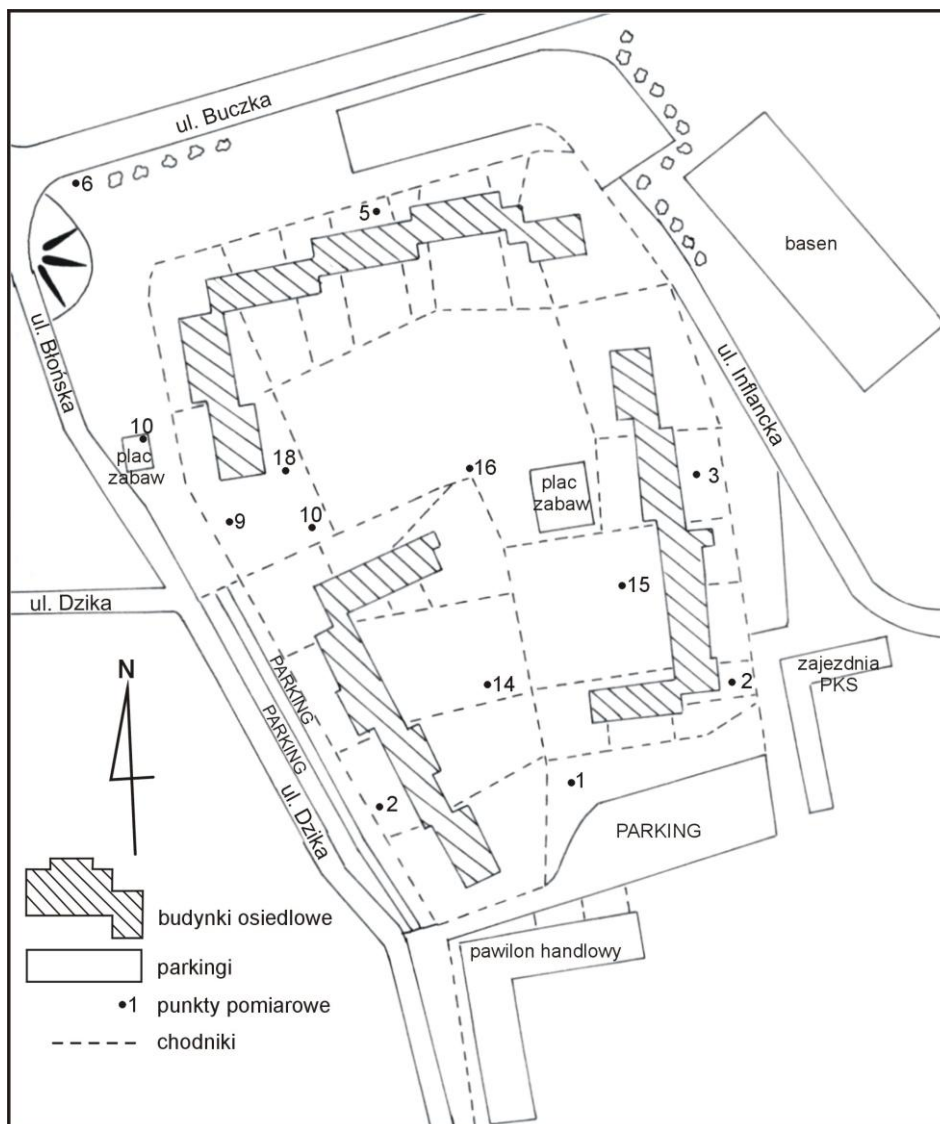 ul. Buczka
6
5
basen
ul. Błońska
ul. Inflancka
10
plac
zabaw
18
16
plac
zabaw
3
9
10
15
ul. Dzika
zajezdnia
PKS
N
PARKING
PARKING
14
2
1
2
ul. Dzika
PARKING
budynki osiedlowe
pawilon handlowy
parkingi
1 punkty pomiarowe
chodniki